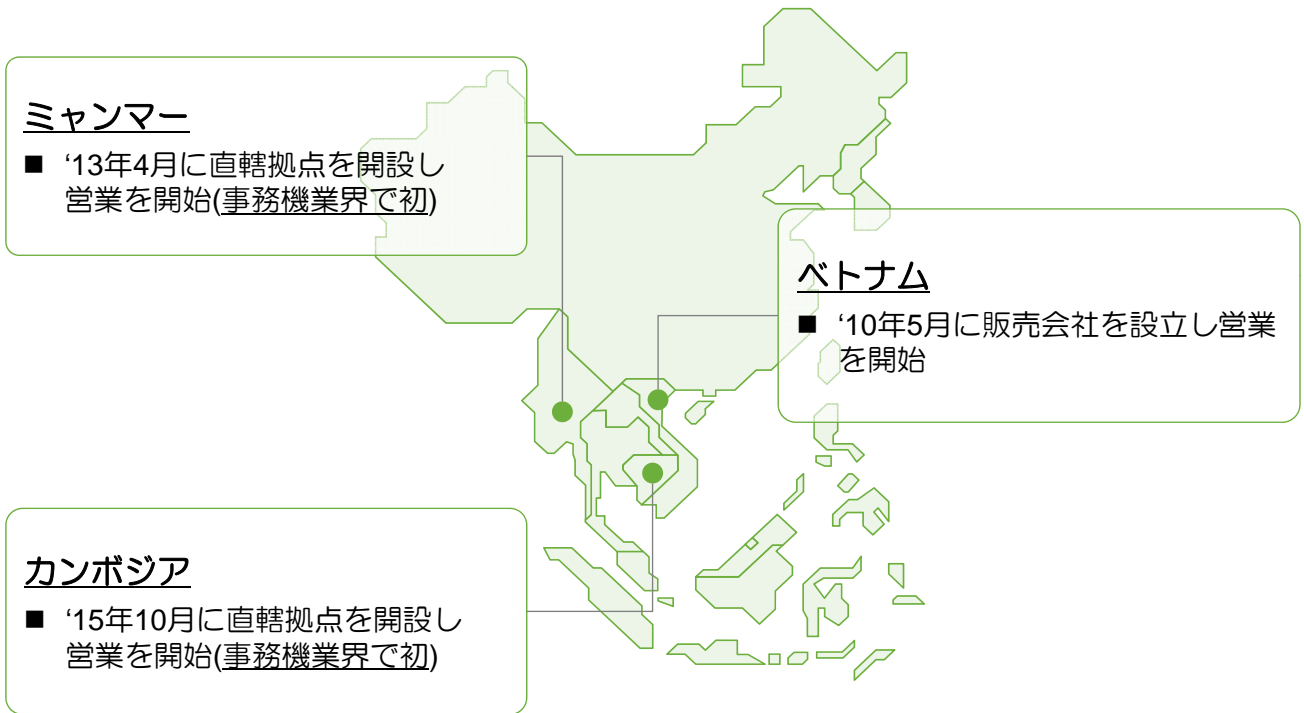 ミャンマー
■ ‘13年4月に直轄拠点を開設し
営業を開始(事務機業界で初)
ベトナム
■ ‘10年5月に販売会社を設立し営業
を開始
カンボジア
■ ‘15年10月に直轄拠点を開設し
営業を開始(事務機業界で初)